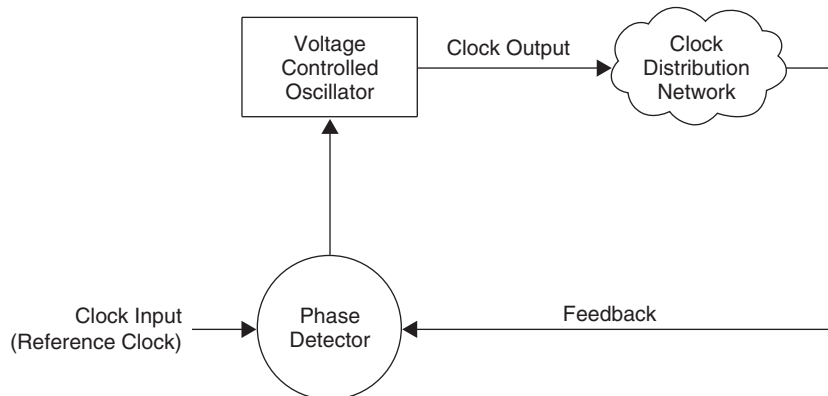 Voltage
Controlled
Oscillator
Clock Output
Clock
Distribution
Network
Clock Input
(Reference Clock)
Phase
Detector
Feedback